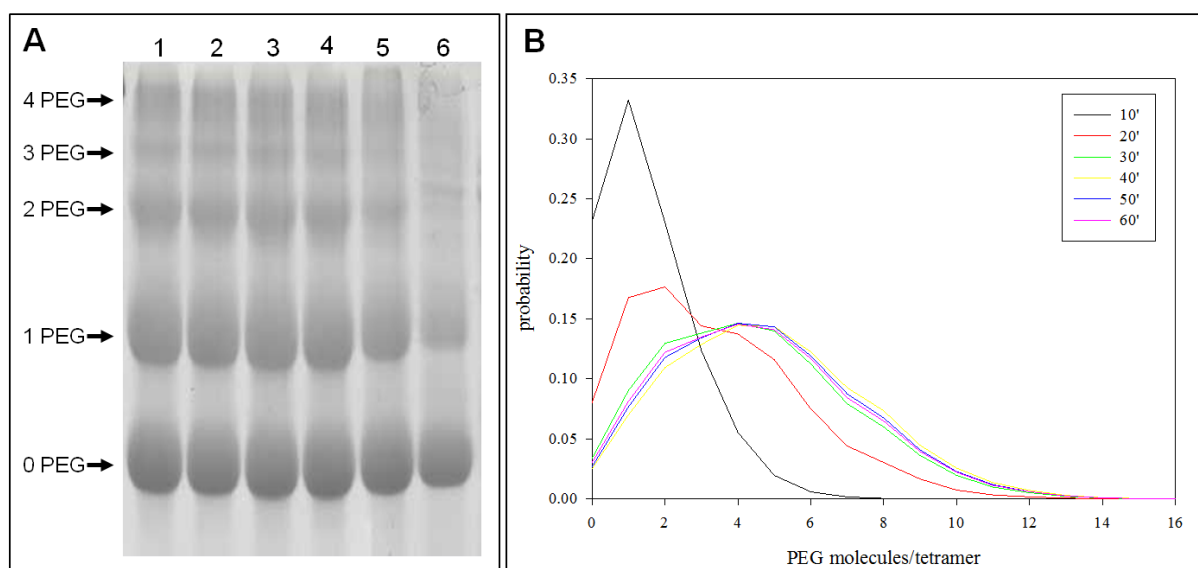 A
1 2 3 4 5 6
4 PEG
3 PEG
2 PEG
1 PEG
0 PEG
B
0.35
0.30
0.25
0.20
0.15
0.10
0.05
0.00
probability
0 2 4 6 8 10 12 14 16
PEG molecules/tetramer
10'
20'
30'
40'
50'
60'